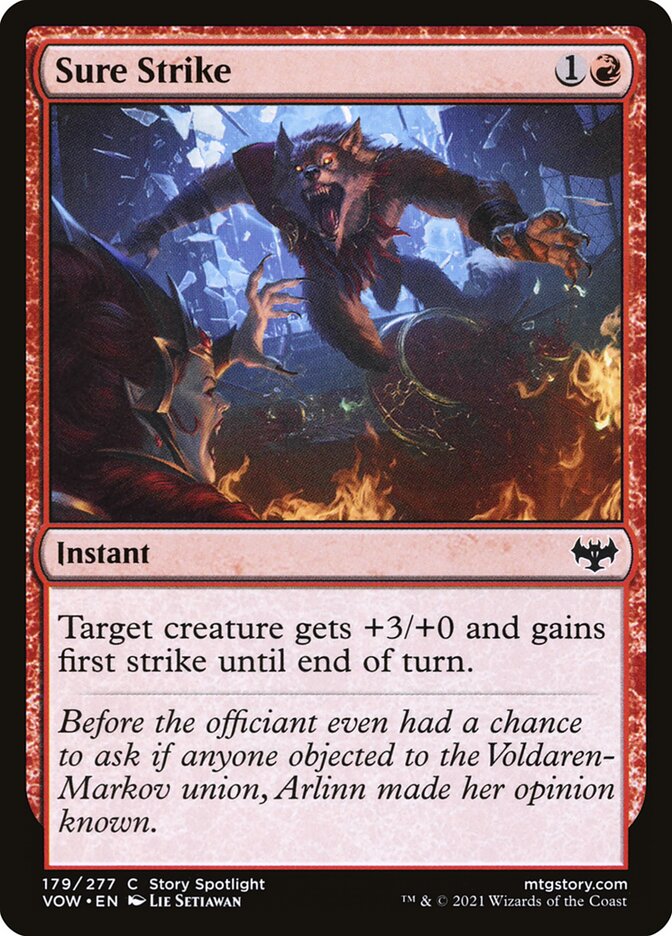 Sure Strike 1
Instant
Target creature gets +3/+0 and gains
first strike until end of turn.
Before the officiant even had a chance
to ask if anyone objected to the Voldaren-
Markov union, Arlinn made her opinion
known.
179/277 C Story Spotlight
mtgstory.com
VOW • EN Lie Setiawan
™ & © 2021 Wizards of the Coast